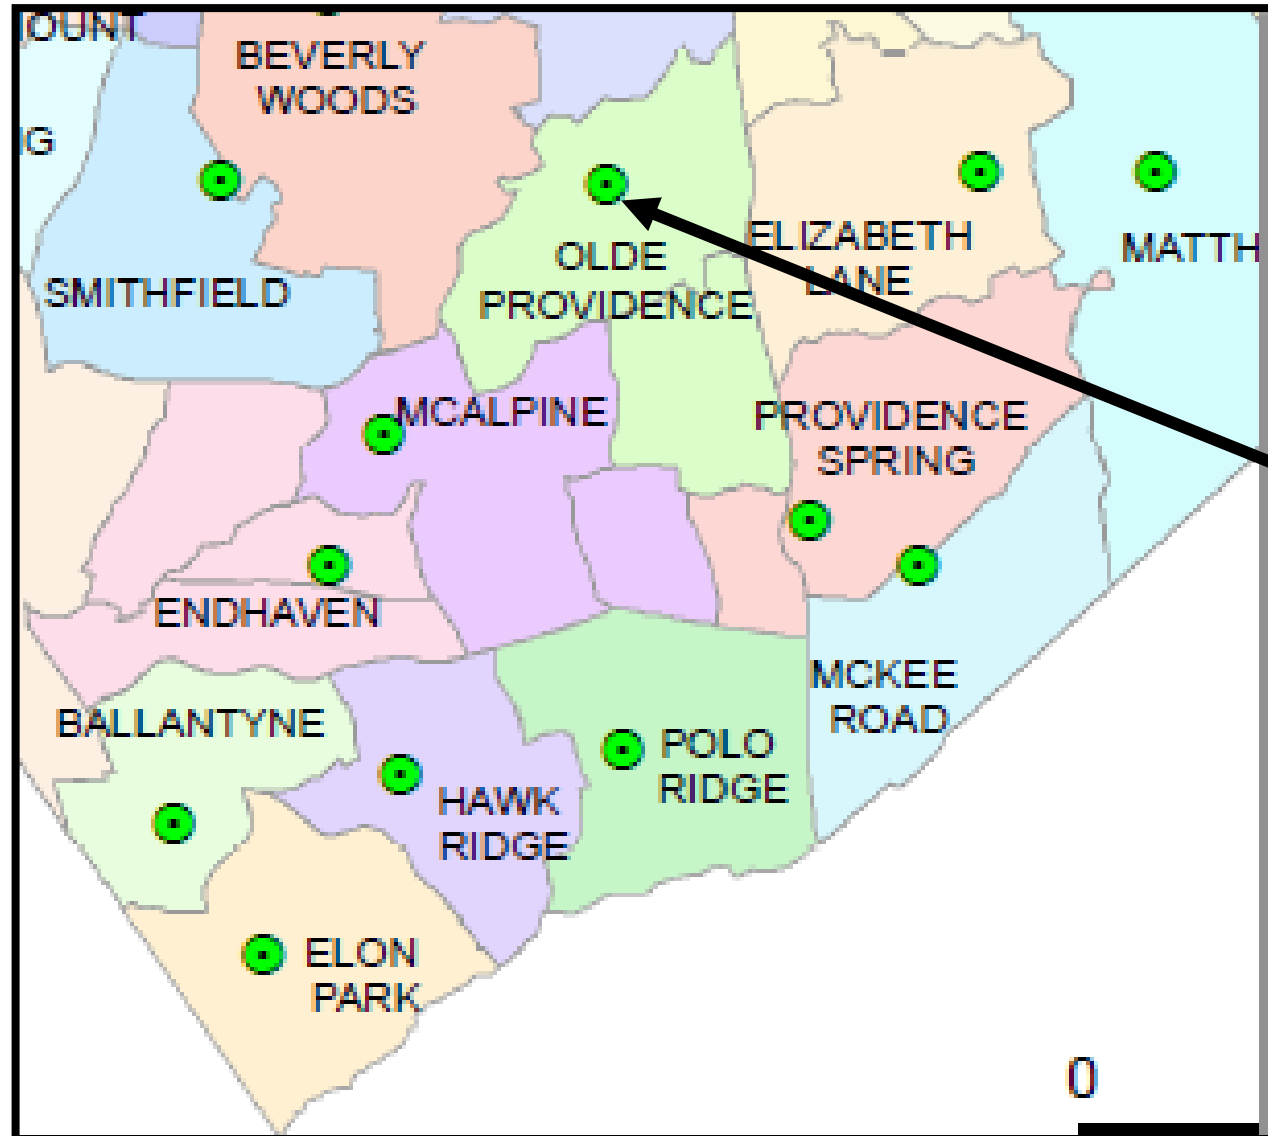 OUNT
BEVERLY
WOODS
G
OLDE
PROVIDENCE
ELIZABETH
LANE
MATTH
SMITHFIELD
MCALPINE
PROVIDENCE
SPRING
ENDHAVEN
MCKEE
ROAD
BALLANTYNE
POLO
RIDGE
HAWK
RIDGE
ELON
PARK
0